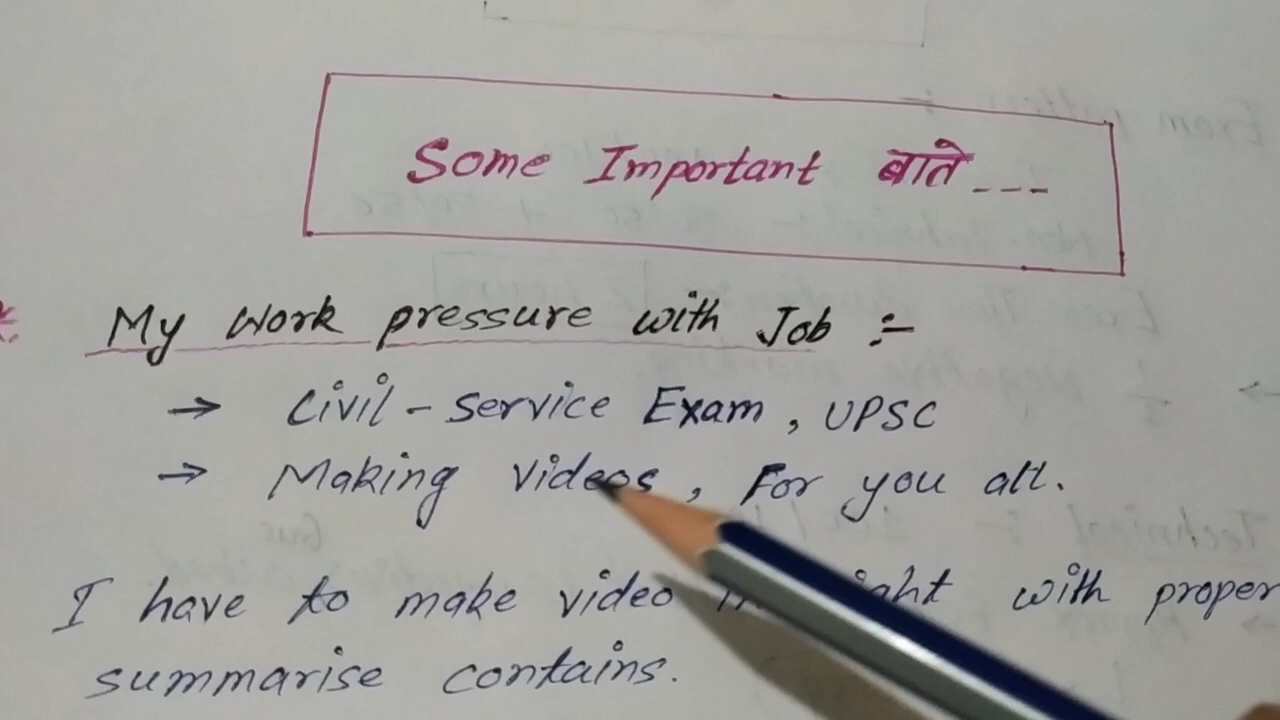 Some Important बाते ---
My work pressure with Job :-
→ Civil - service Exam , UPSC
→ Making videos , For you all.
I have to make video with proper
summarise contains.